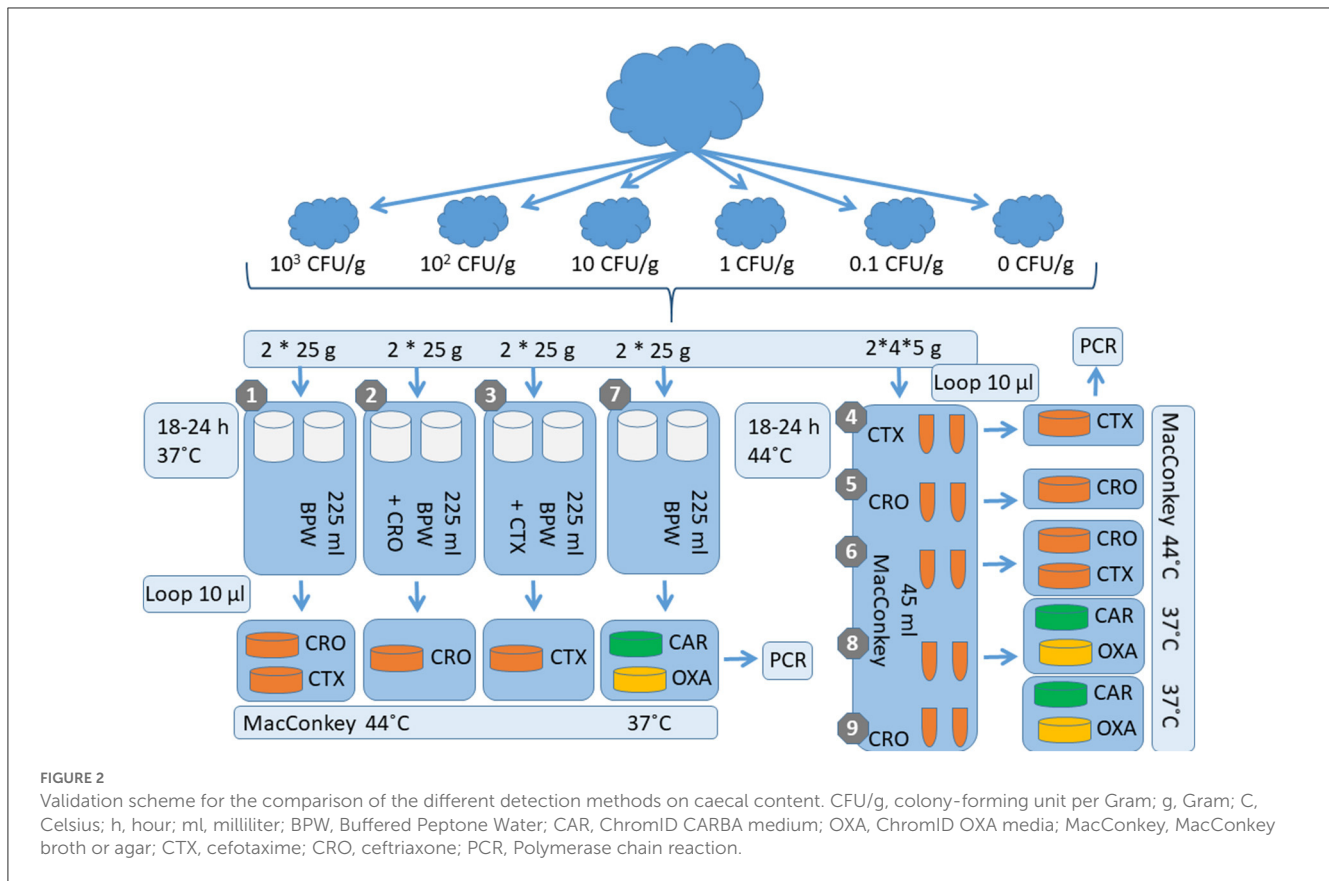 10³ CFU/g
10² CFU/g
10 CFU/g
1 CFU/g
0.1 CFU/g
0 CFU/g
2 * 25 g
2 * 25 g
2 * 25 g
2 * 25 g
2*4*5 g
PCR
Loop 10 µl
1
2
3
7
18-24 h
37˚C
225 ml
BPW
225 ml
BPW
+ CRO
225 ml
BPW
+ CTX
225 ml
BPW
18-24 h
44˚C
4
CTX
5
CRO
6
45 ml
MacConkey
8
9
CRO
CTX
CRO
CRO
CTX
CAR
OXA
CAR
OXA
MacConkey 44˚C
37˚C
37˚C
Loop 10 µl
CRO
CTX
CRO
CTX
CAR
OXA
PCR
MacConkey 44˚C
37˚C
FIGURE 2
Validation scheme for the comparison of the different detection methods on caecal content. CFU/g, colony-forming unit per Gram; g, Gram; C,
Celsius; h, hour; ml, milliliter; BPW, Buffered Peptone Water; CAR, ChromID CARBA medium; OXA, ChromID OXA media; MacConkey, MacConkey
broth or agar; CTX, cefotaxime; CRO, ceftriaxone; PCR, Polymerase chain reaction.